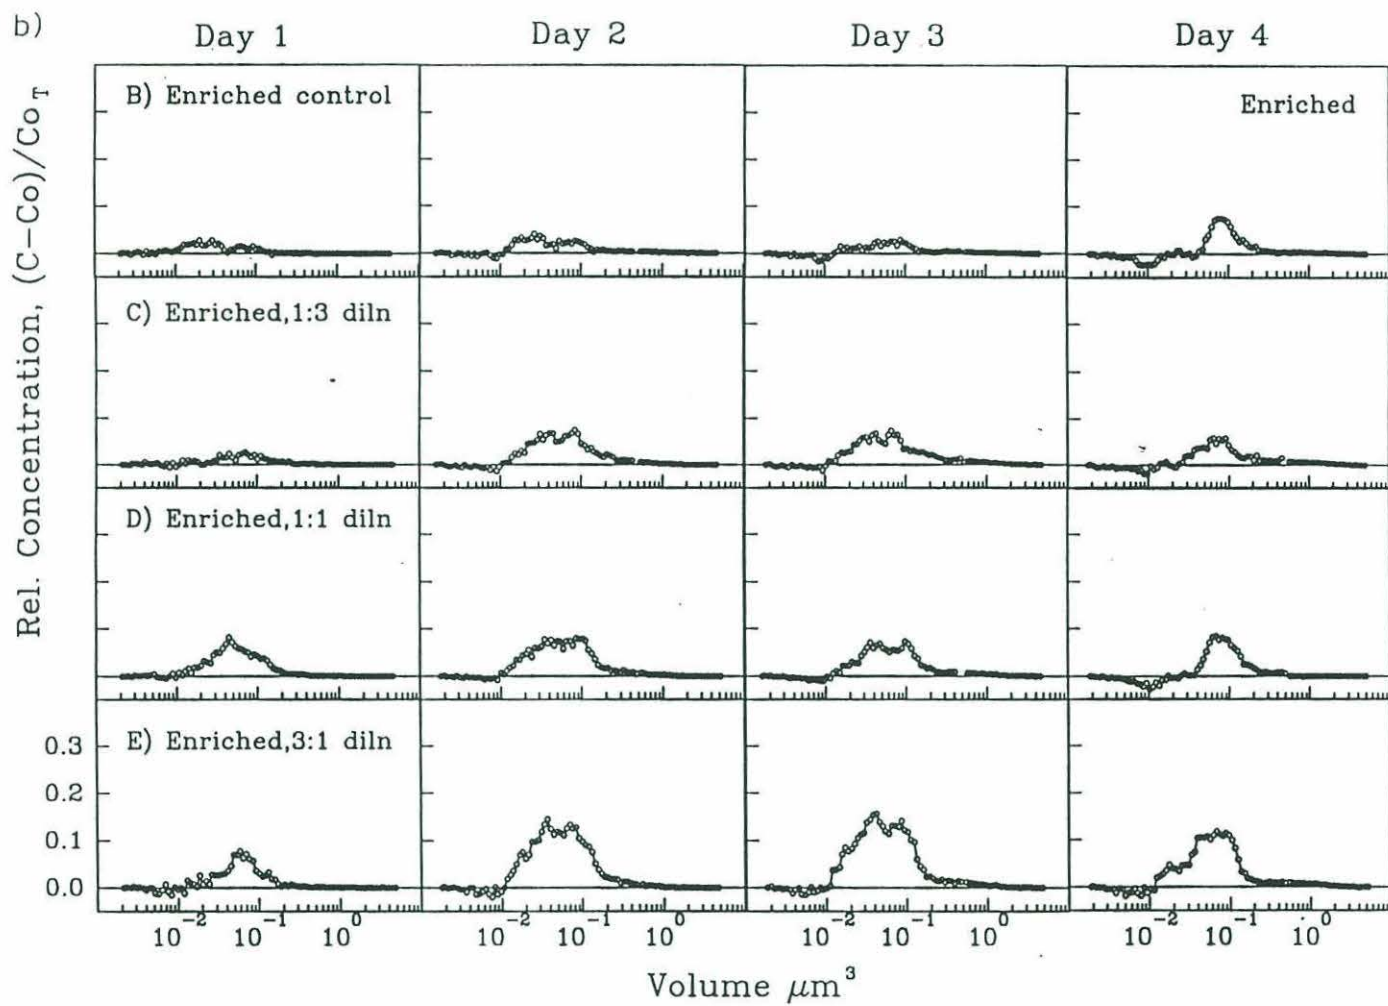 b)
Day 1 Day 2 Day 3 Day 4
Rel. Concentration, (C-Co)/Co T
B) Enriched control
Enriched
C) Enriched,1:3 diln
D) Enriched,1:1 diln
E) Enriched,3:1 diln
0.3
0.2
0.1
0.0
10^-2 10^-1 10^0 10^-2 10^-1 10^0 10^-2 10^-1 10^0 10^-2 10^-1 10^0
Volume μm³